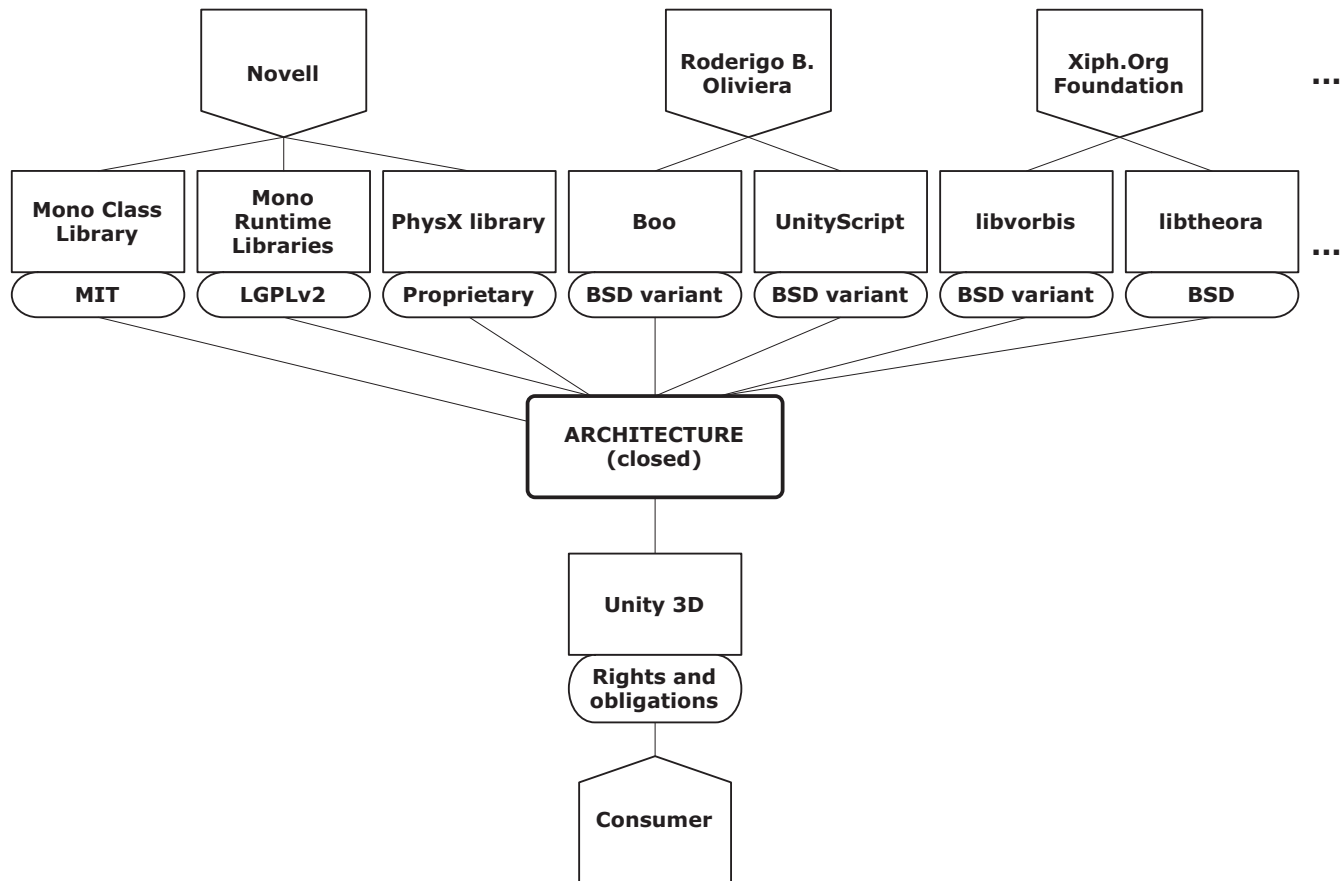 Novell
Roderigo B.
Oliviera
Xiph.Org
Foundation
...
Mono Class
Library
Mono
Runtime
Libraries
PhysX library
Boo
UnityScript
libvorbis
libtheora
...
MIT
LGPLv2
Proprietary
BSD variant
BSD variant
BSD variant
BSD
ARCHITECTURE
(closed)
Unity 3D
Rights and
obligations
Consumer